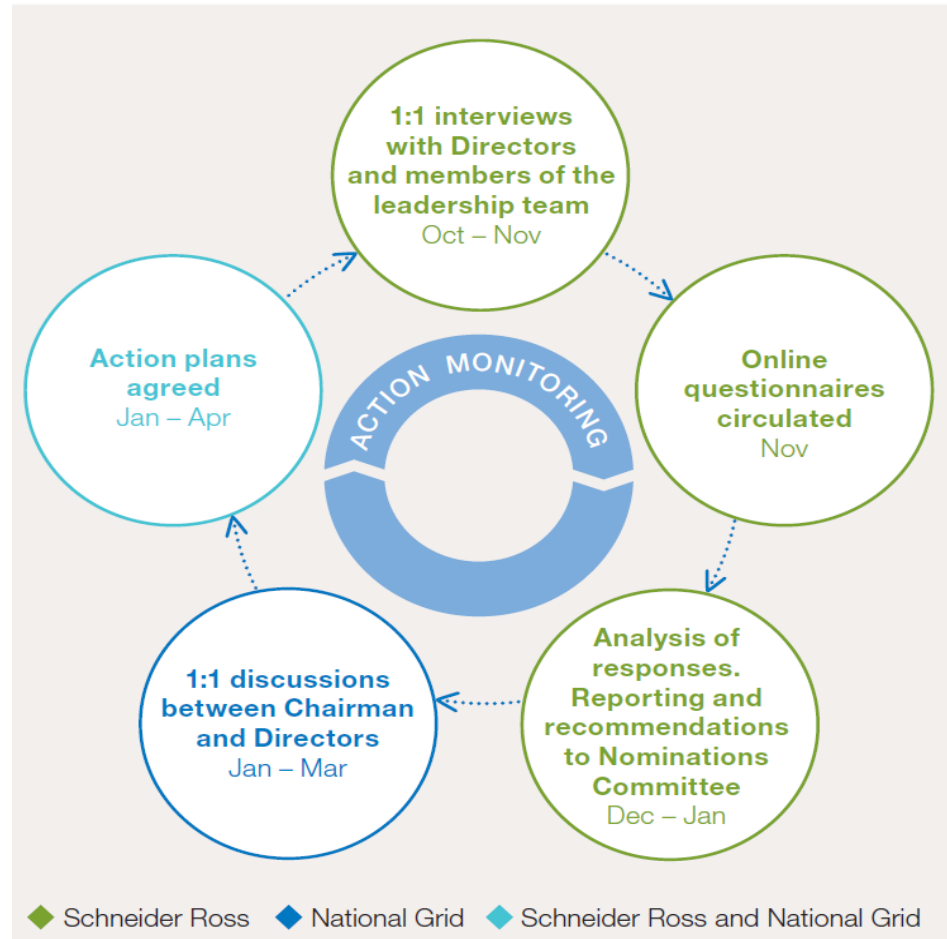 1:1 interviews
with Directors
and members of the
leadership team
Oct – Nov
Online
questionnaires
circulated
Nov
Analysis of
responses.
Reporting and
recommendations
to Nominations
Committee
Dec – Jan
1:1 discussions
between Chairman
and Directors
Jan – Mar
Action plans
agreed
Jan – Apr
ACTION MONITORING
Schneider Ross National Grid Schneider Ross and National Grid